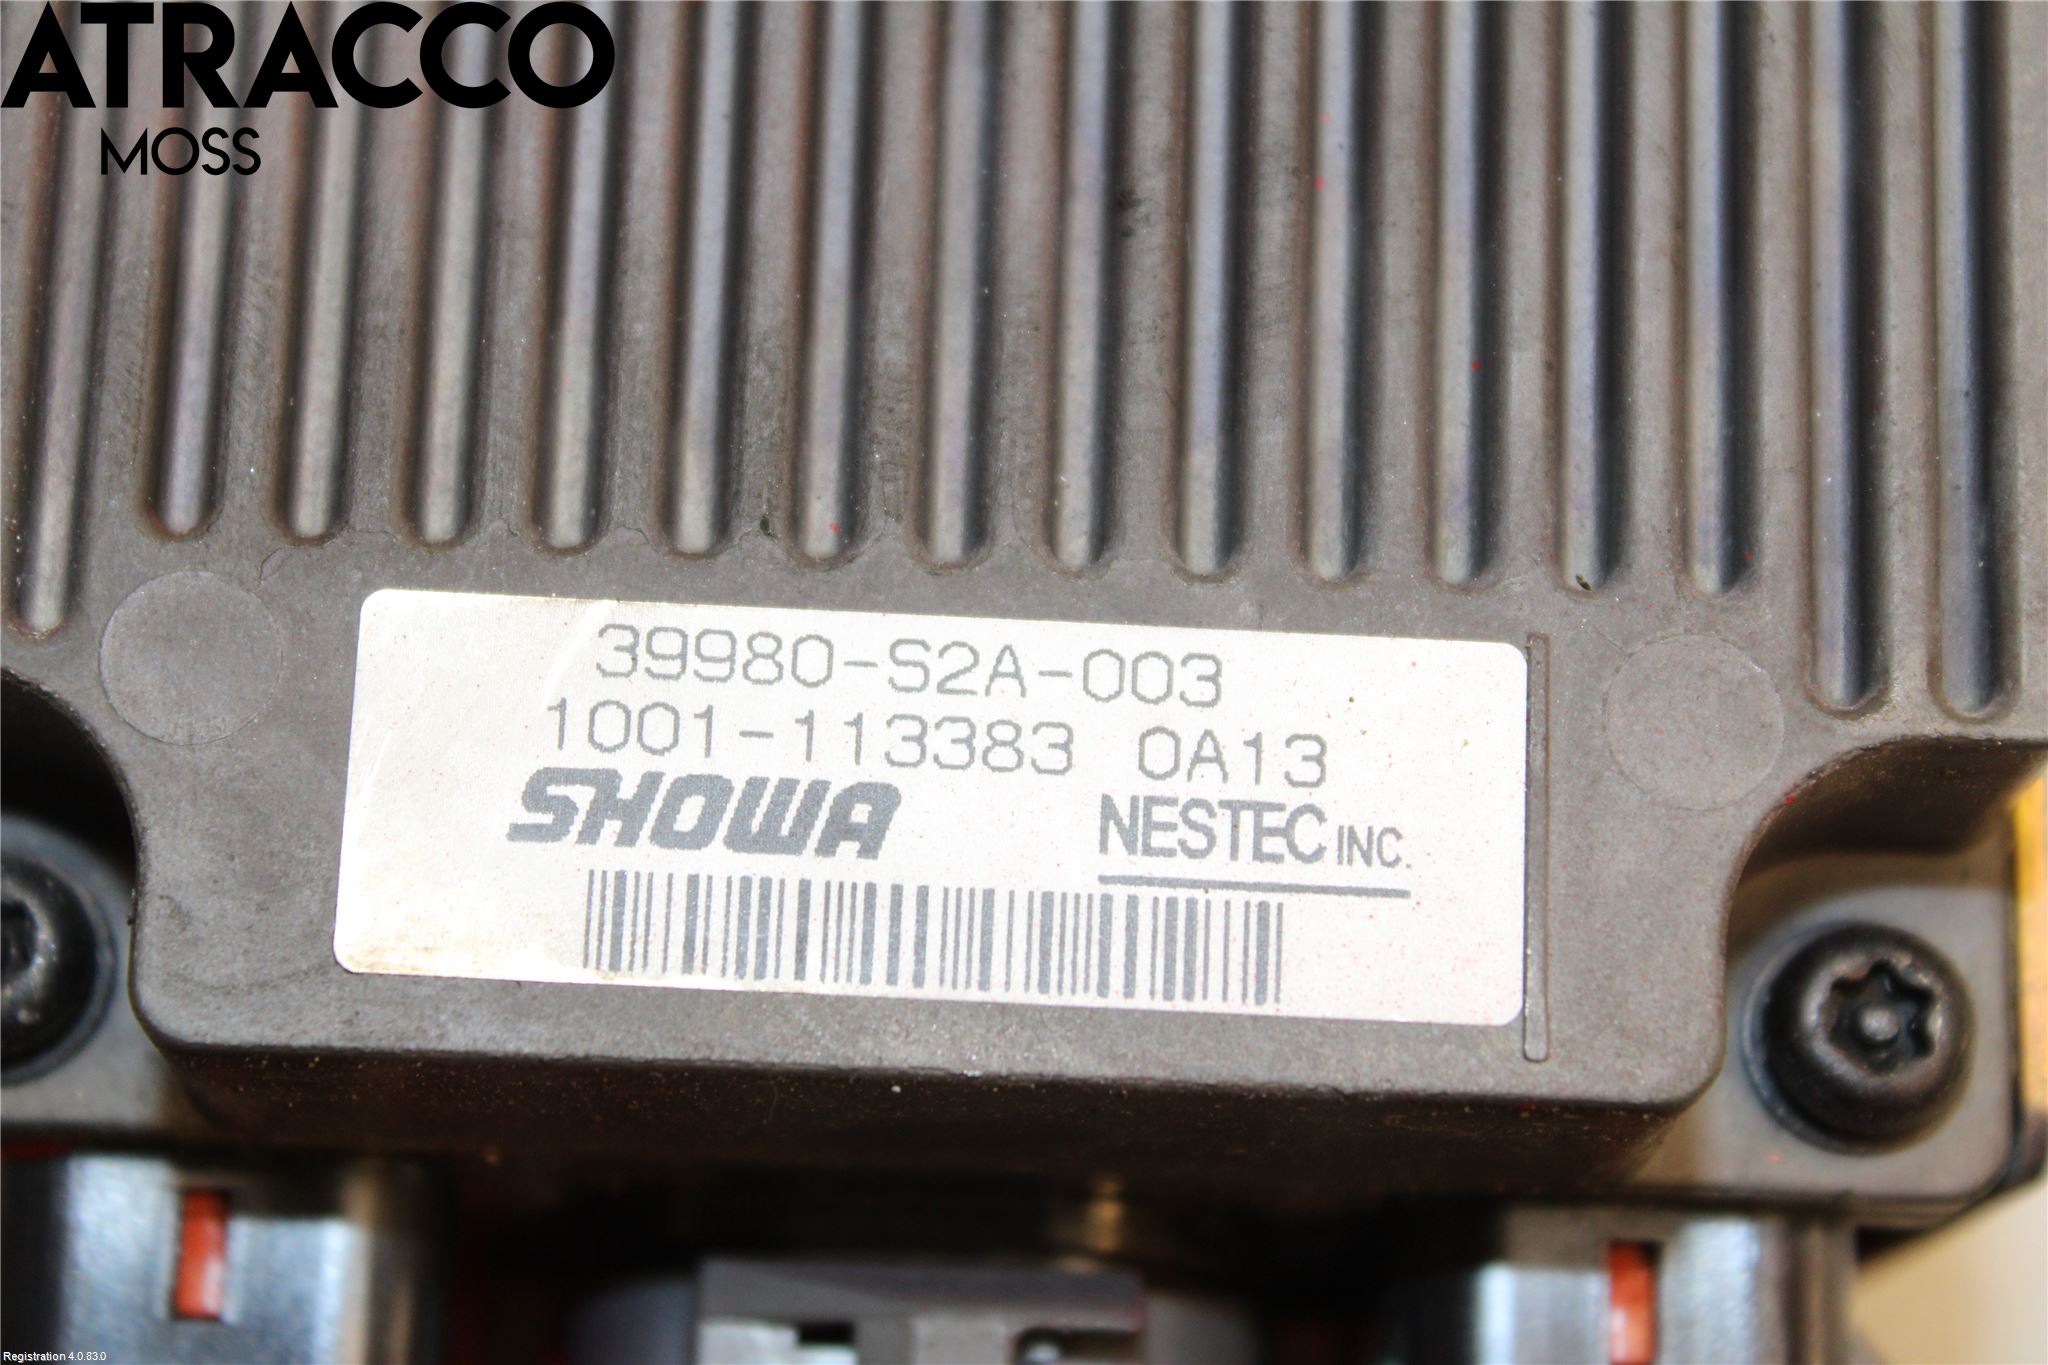 ATRACCO
MOSS
39980-S2A-003
1001-113383 0A13
SHOWA NESTEC INC.
Registration 4.0.83.0